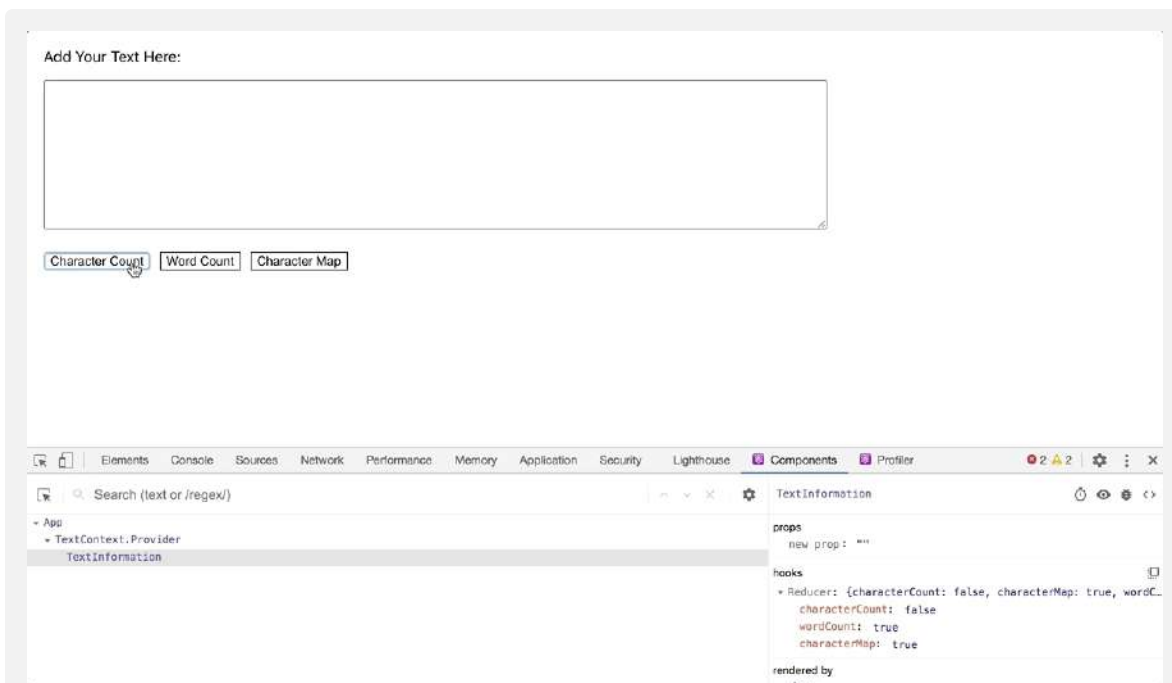 Add Your Text Here:
Character Count Word Count Character Map
Elements Console Sources Network Performance Memory Application Security Lighthouse Components Profiler 2 2
Search (text or /regex/)
TextInformation
App
TextContext.Provider
TextInformation
props
new prop: ""
hooks
Reducer: {characterCount: false, characterMap: true, wordC…
characterCount: false
wordCount: true
characterMap: true
rendered by